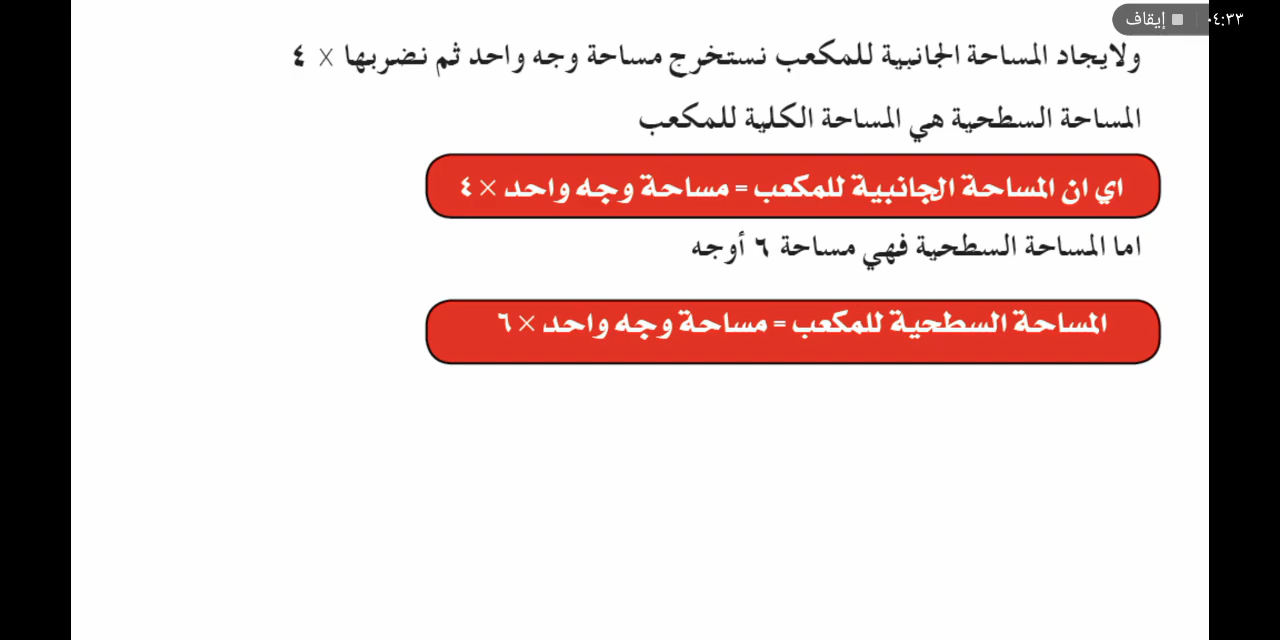 إيقاف ٠٤:٣٣
ولايجاد المساحة الجانبية للمكعب نستخرج مساحة وجه واحد ثم نضربها × ٤
المساحة السطحية هي المساحة الكلية للمكعب
اي ان المساحة الجانبية للمكعب = مساحة وجه واحد × ٤
اما المساحة السطحية فهي مساحة ٦ أوجه
المساحة السطحية للمكعب = مساحة وجه واحد × ٦